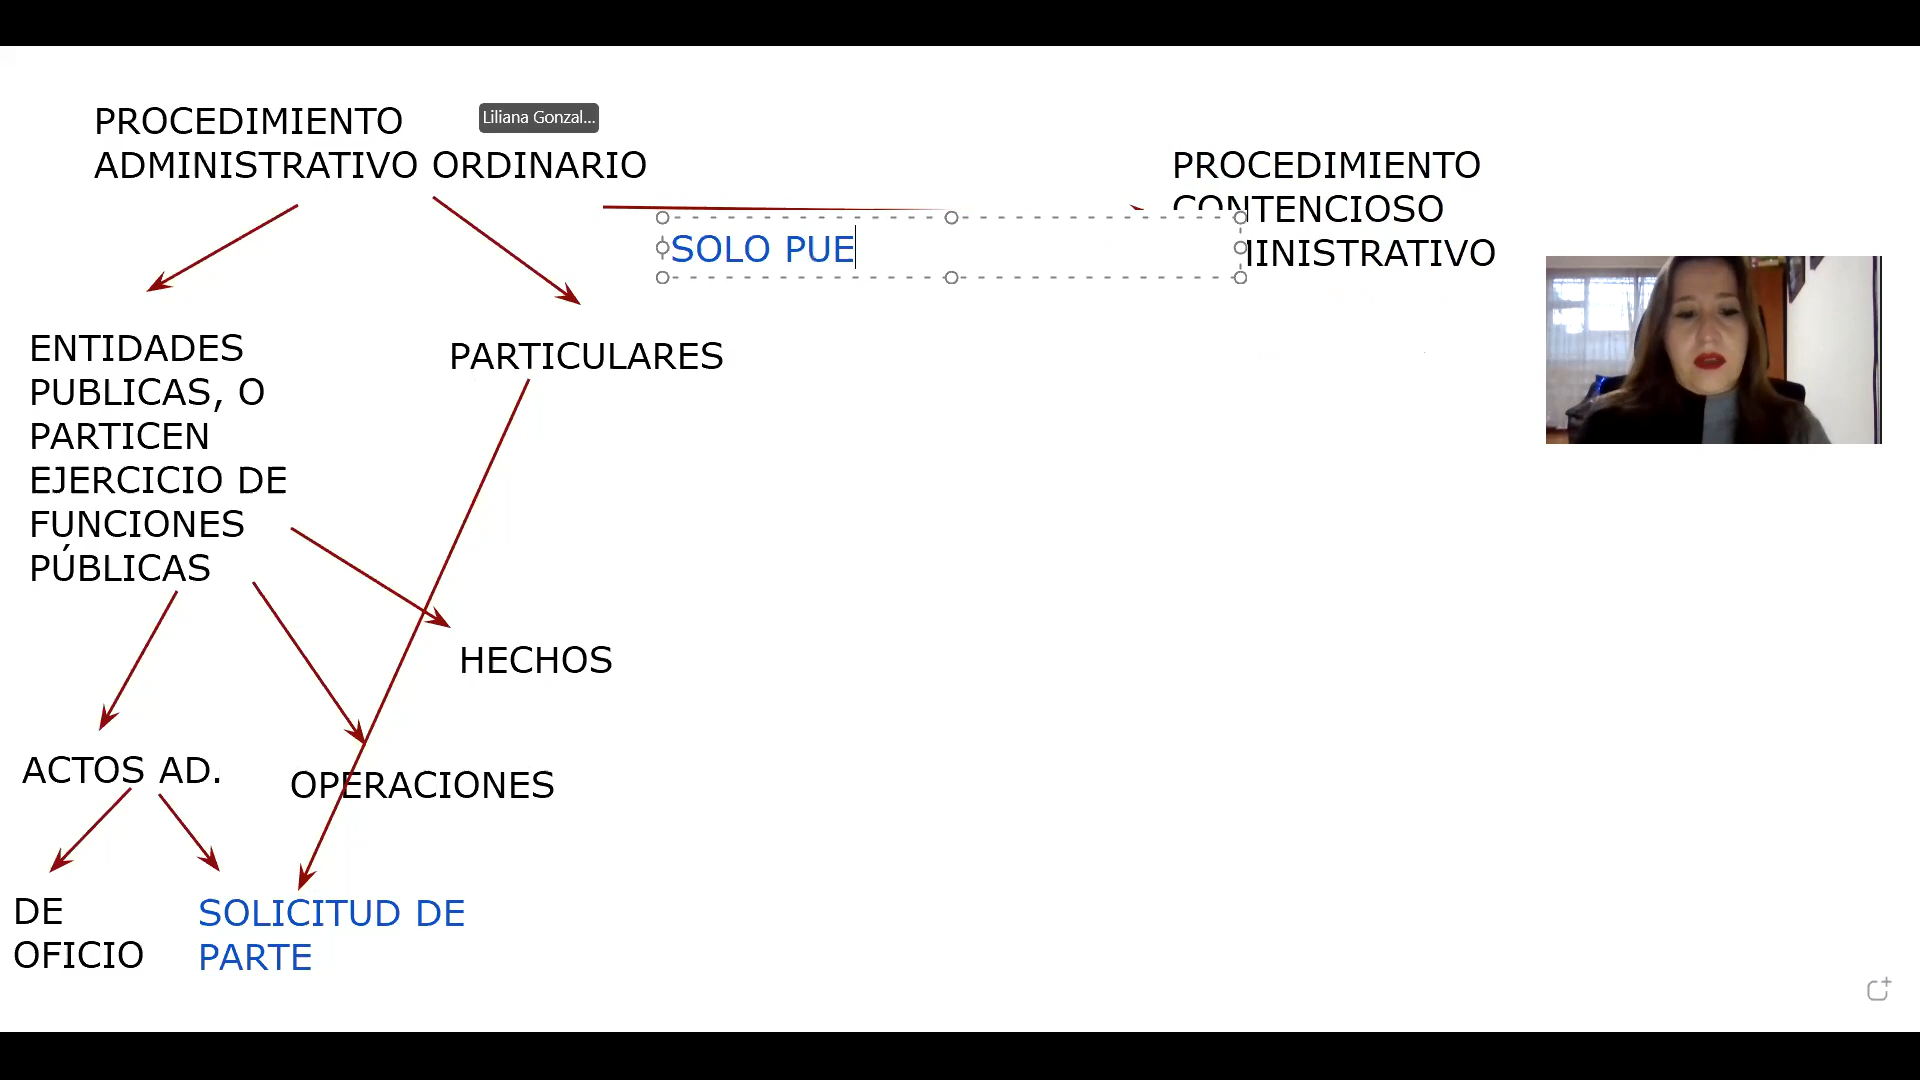 PROCEDIMIENTO
ADMINISTRATIVO ORDINARIO
Liliana Gonzal...
PROCEDIMIENTO
CONTENCIOSO
INISTRATIVO
SOLO PUE
ENTIDADES
PUBLICAS, O
PARTICEN
EJERCICIO DE
FUNCIONES
PÚBLICAS
PARTICULARES
HECHOS
ACTOS AD.
OPERACIONES
DE
OFICIO
SOLICITUD DE
PARTE